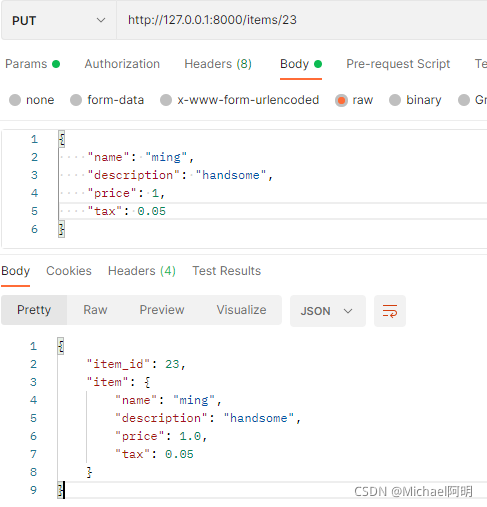 PUT http://127.0.0.1:8000/items/23
Params Authorization Headers (8) Body Pre-request Script Te
none form-data x-www-form-urlencoded raw binary Gr
1 {
2 "name": "ming",
3 "description": "handsome",
4 "price": 1,
5 "tax": 0.05
6 }
Body Cookies Headers (4) Test Results
Pretty Raw Preview Visualize JSON
1 {
2 "item_id": 23,
3 "item": {
4 "name": "ming",
5 "description": "handsome",
6 "price": 1.0,
7 "tax": 0.05
8 }
9 }
CSDN @Michael阿明